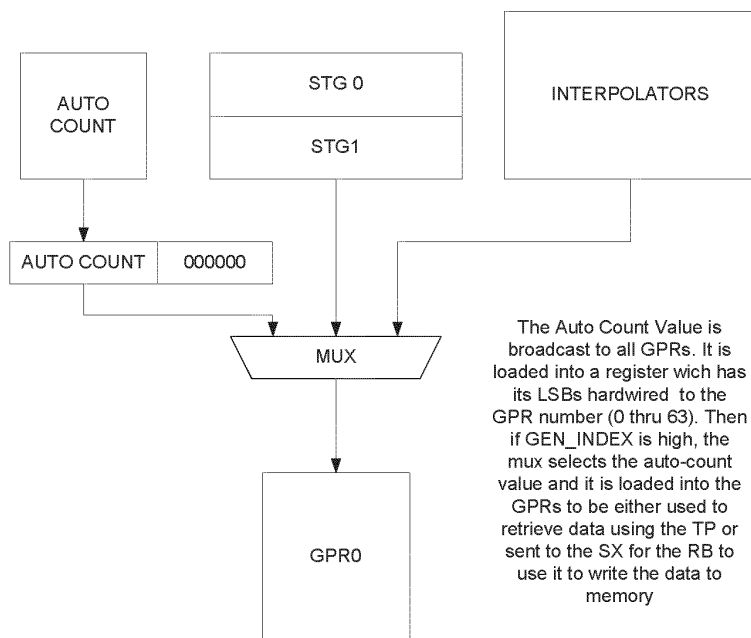 AUTO
COUNT
STG 0
STG1
INTERPOLATORS
AUTO COUNT
000000
MUX
GPR0
The Auto Count Value is
broadcast to all GPRs. It is
loaded into a register wich has
its LSBs hardwired to the
GPR number (0 thru 63). Then
if GEN_INDEX is high, the
mux selects the auto-count
value and it is loaded into the
GPRs to be either used to
retrieve data using the TP or
sent to the SX for the RB to
use it to write the data to
memory